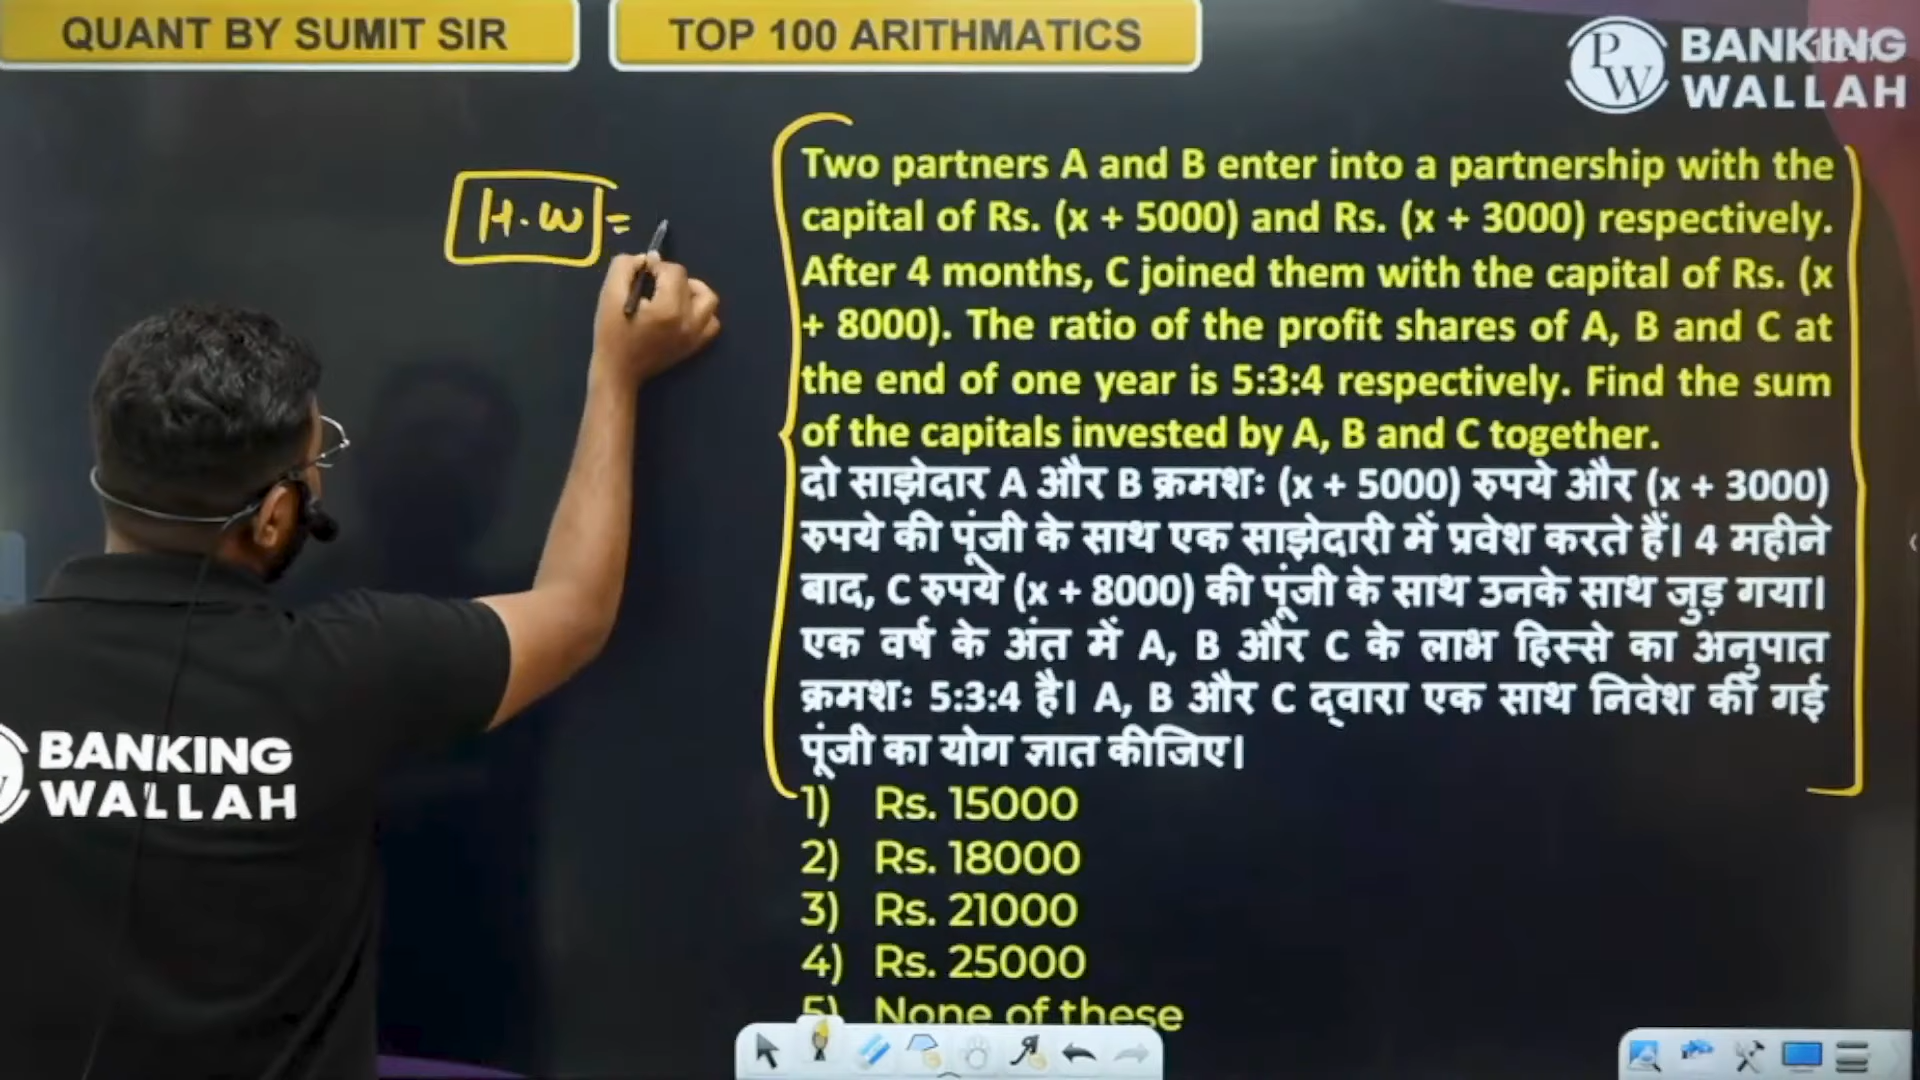 QUANT BY SUMIT SIR
TOP 100 ARITHMATICS
PW
BANKING
WALLAH
H.W =
Two partners A and B enter into a partnership with the
capital of Rs. (x + 5000) and Rs. (x + 3000) respectively.
After 4 months, C joined them with the capital of Rs. (x
+ 8000). The ratio of the profit shares of A, B and C at
the end of one year is 5:3:4 respectively. Find the sum
of the capitals invested by A, B and C together.
दो साझेदार A और B क्रमशः (x + 5000) रुपये और (x + 3000)
रुपये की पूंजी के साथ एक साझेदारी में प्रवेश करते हैं। 4 महीने
बाद, C रुपये (x + 8000) की पूंजी के साथ उनके साथ जुड़ गया।
एक वर्ष के अंत में A, B और C के लाभ हिस्से का अनुपात
क्रमशः 5:3:4 है। A, B और C द्वारा एक साथ निवेश की गई
पूंजी का योग ज्ञात कीजिए।
1) Rs. 15000
2) Rs. 18000
3) Rs. 21000
4) Rs. 25000
5) None of these
BANKING
WALLAH